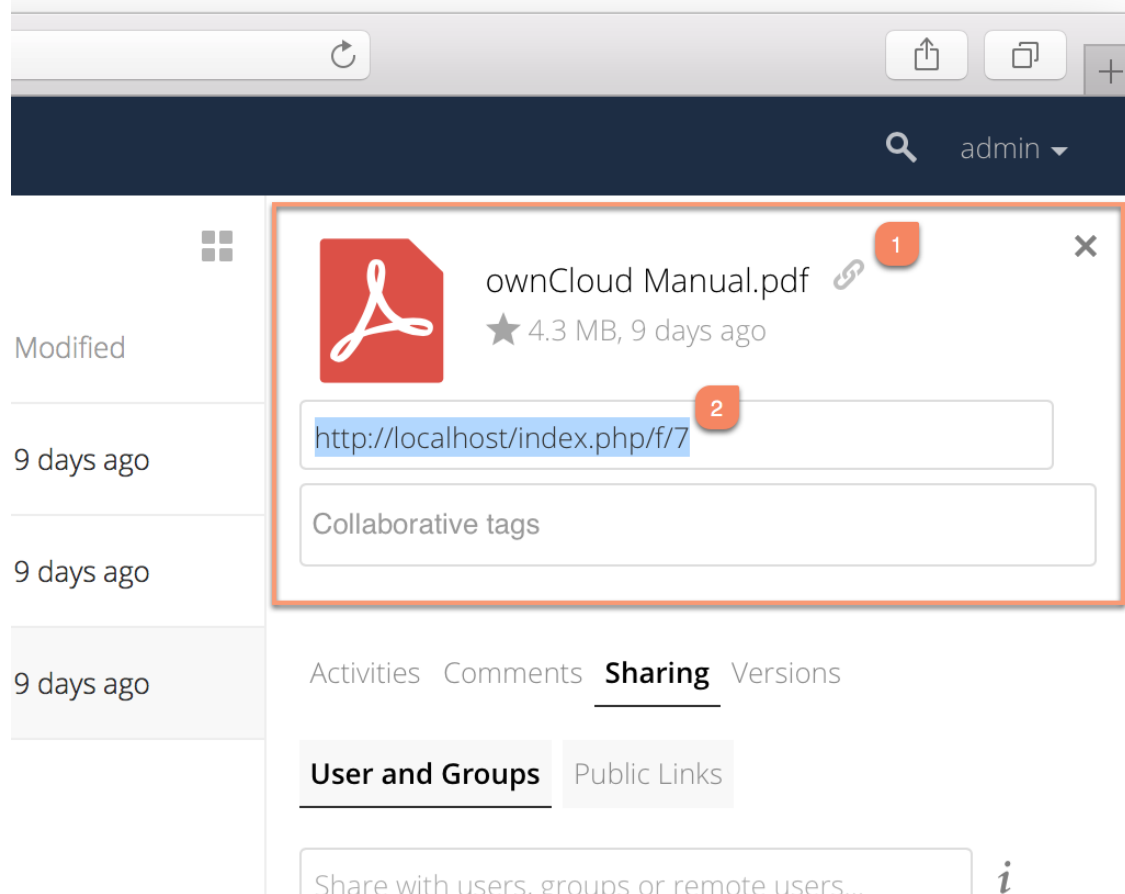 admin
1
ownCloud Manual.pdf
4.3 MB, 9 days ago
Modified
2
http://localhost/index.php/f/7
9 days ago
Collaborative tags
9 days ago
9 days ago
Activities Comments Sharing Versions
User and Groups Public Links
Share with users, groups or remote users...